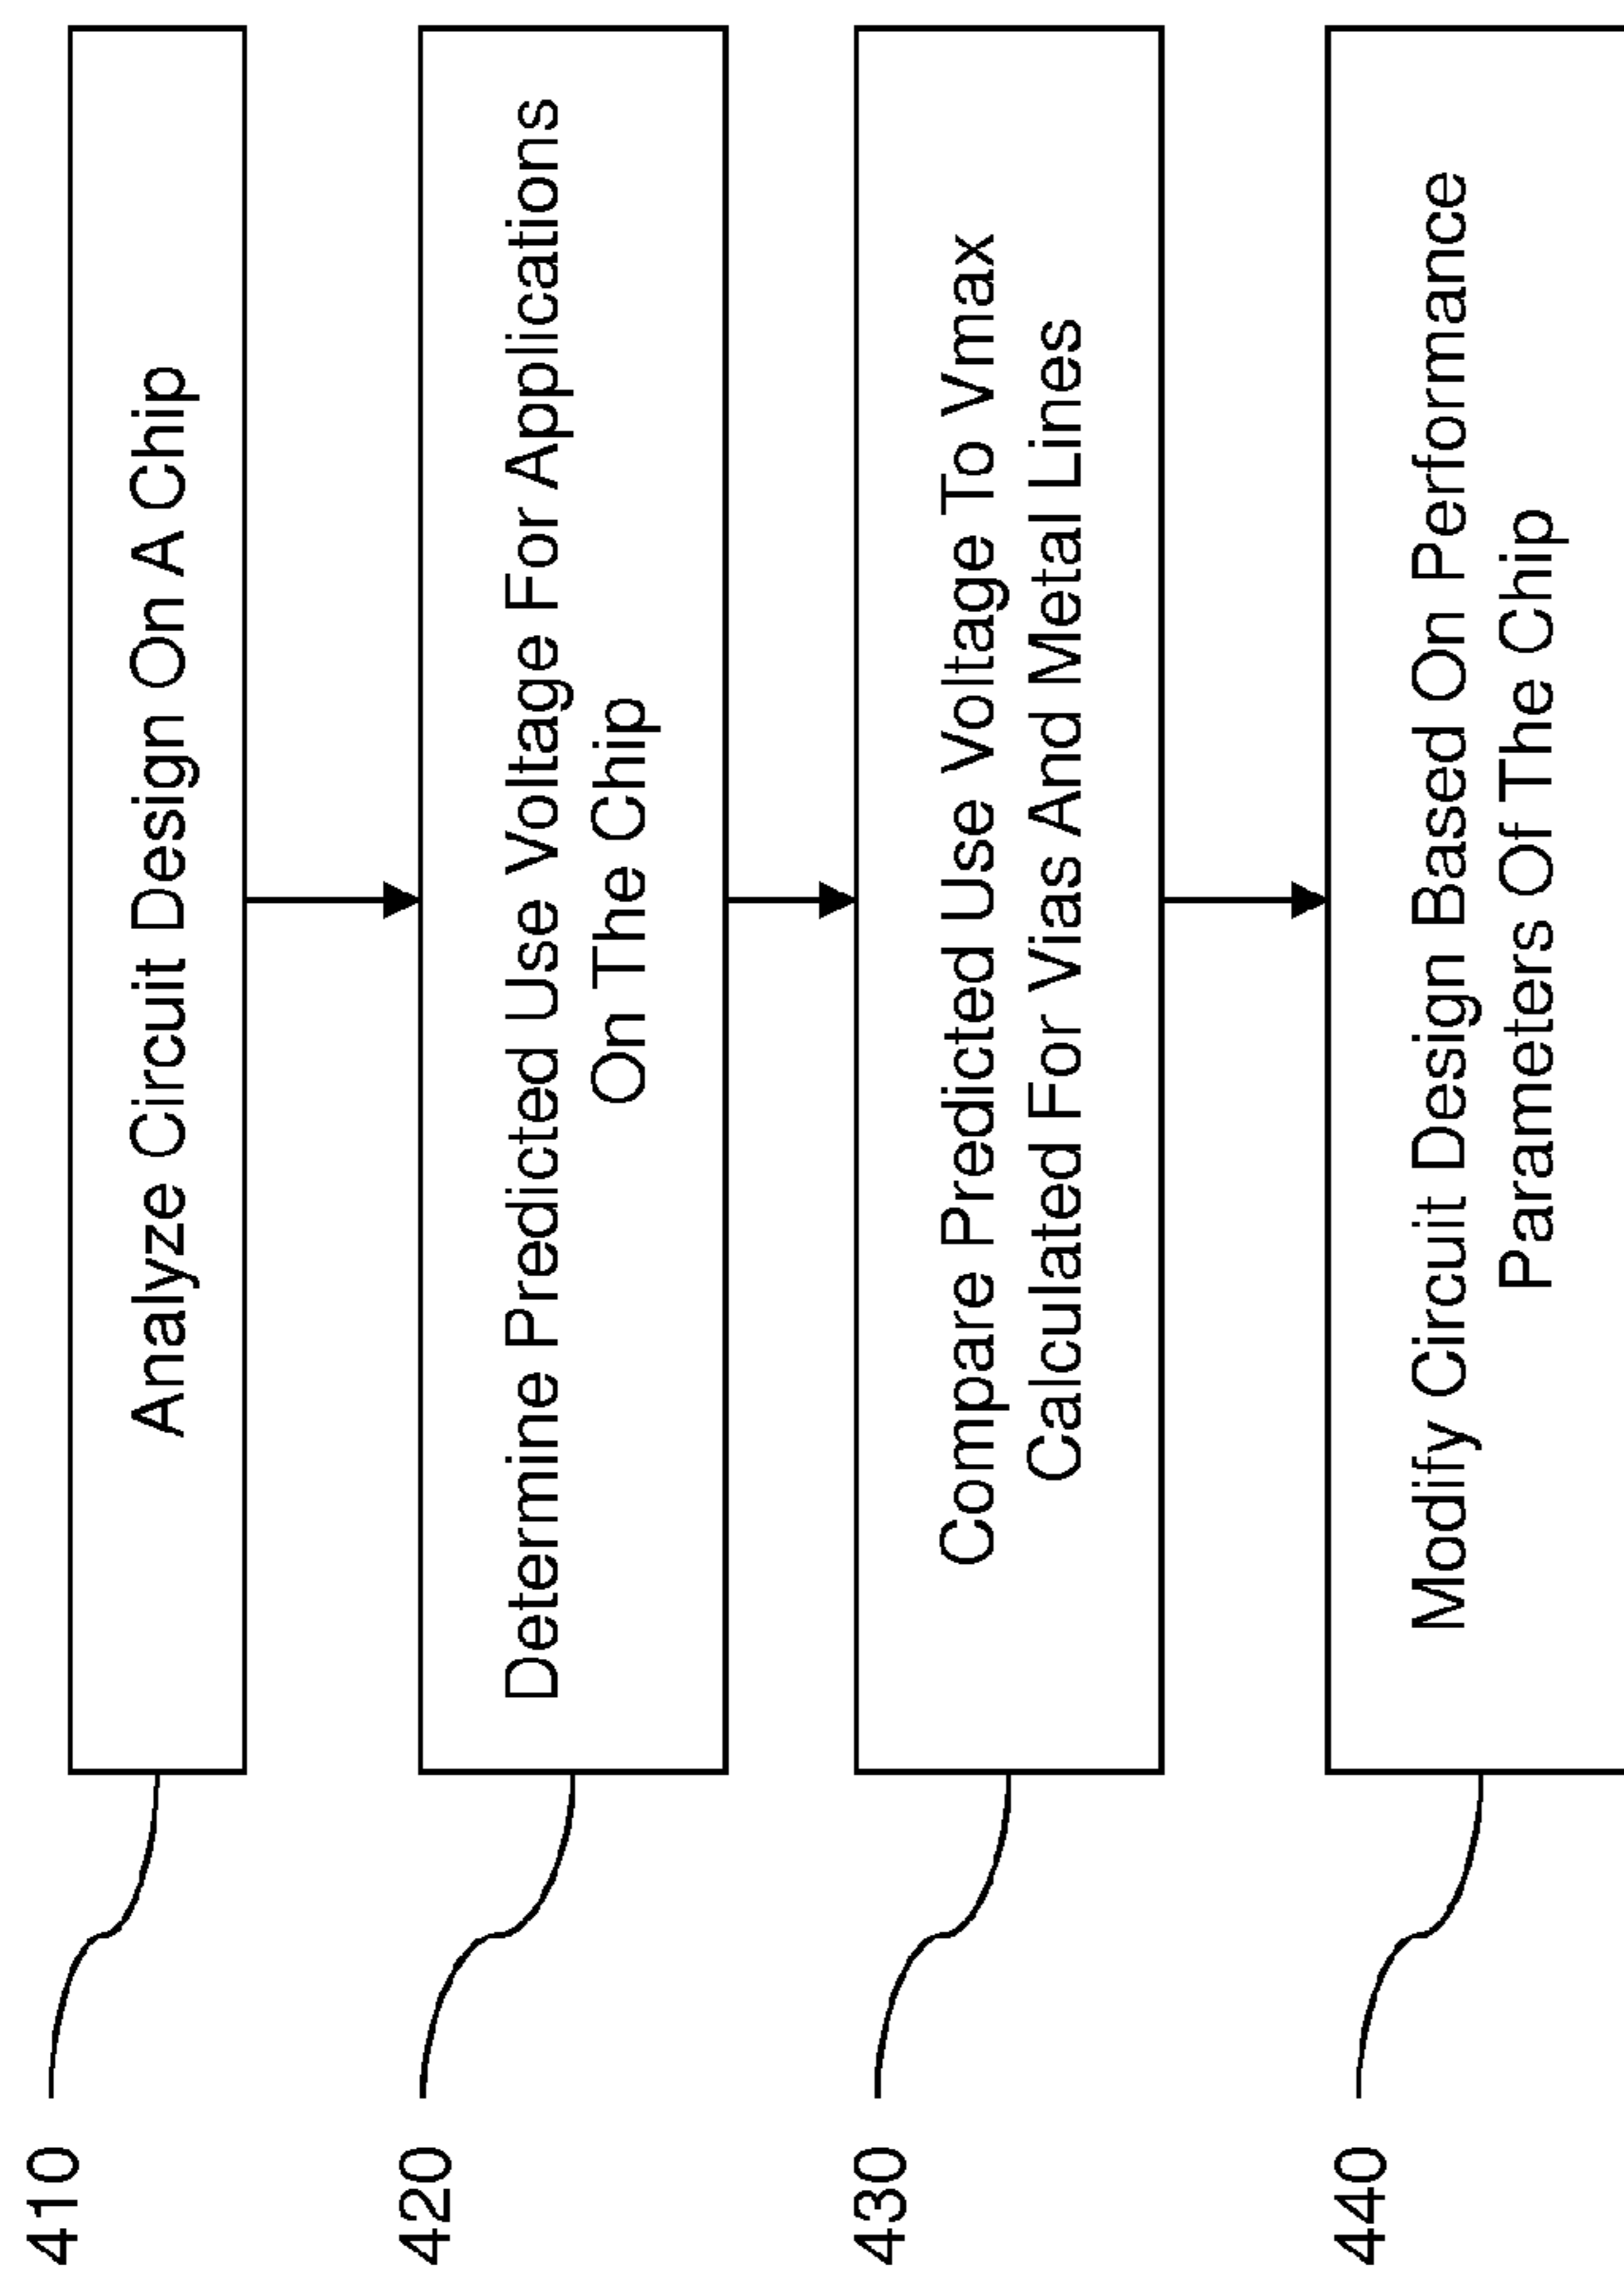 410
Analyze Circuit Design On A Chip
420
Determine Predicted Use Voltage For Applications
On The Chip
430
Compare Predicted Use Voltage To Vmax
Calculated For Vias And Metal Lines
440
Modify Circuit Design Based On Performance
Parameters Of The Chip